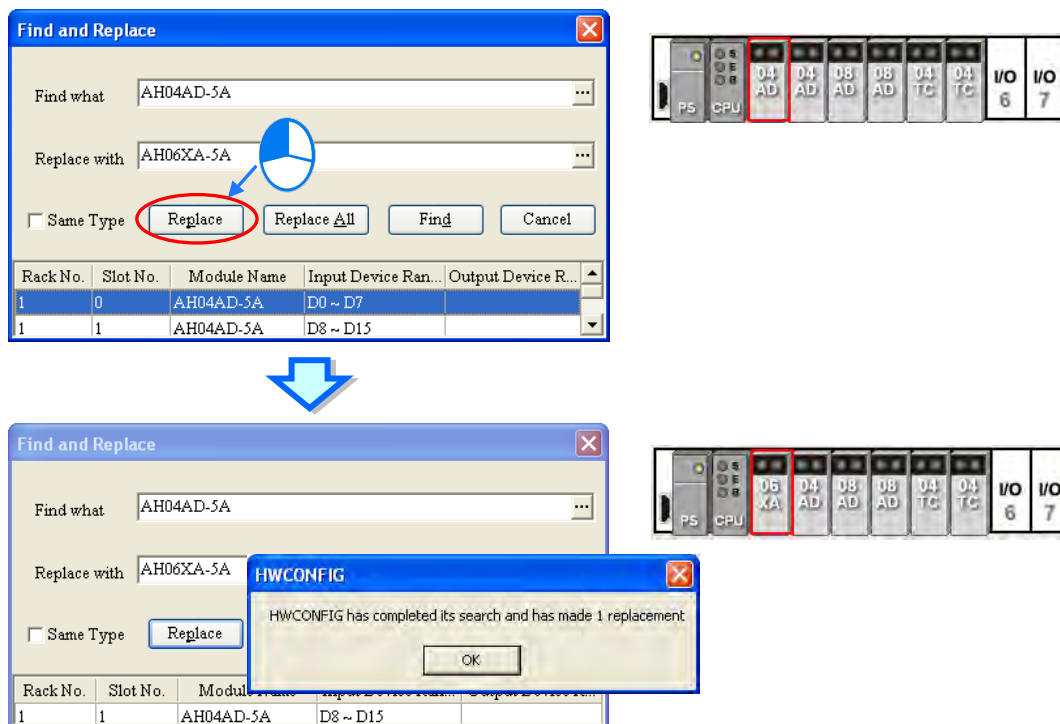 Find and Replace
Find what AH04AD-5A ...
Replace with AH06XA-5A ...
Same Type Replace Replace All Find Cancel
Rack No. Slot No. Module Name Input Device Ran... Output Device R...
1 0 AH04AD-5A D0 ~ D7
1 1 AH04AD-5A D8 ~ D15
PS CPU 04 AD 04 AD 08 AD 08 AD 04 TC 04 TC I/O 6 I/O 7
Find and Replace
Find what AH04AD-5A ...
Replace with AH06XA-5A
HWCONFIG
HWCONFIG has completed its search and has made 1 replacement
OK
Same Type Replace
Rack No. Slot No.
1 1 AH04AD-5A D8 ~ D15
PS CPU 06 XA 04 AD 08 AD 08 AD 04 TC 04 TC I/O 6 I/O 7